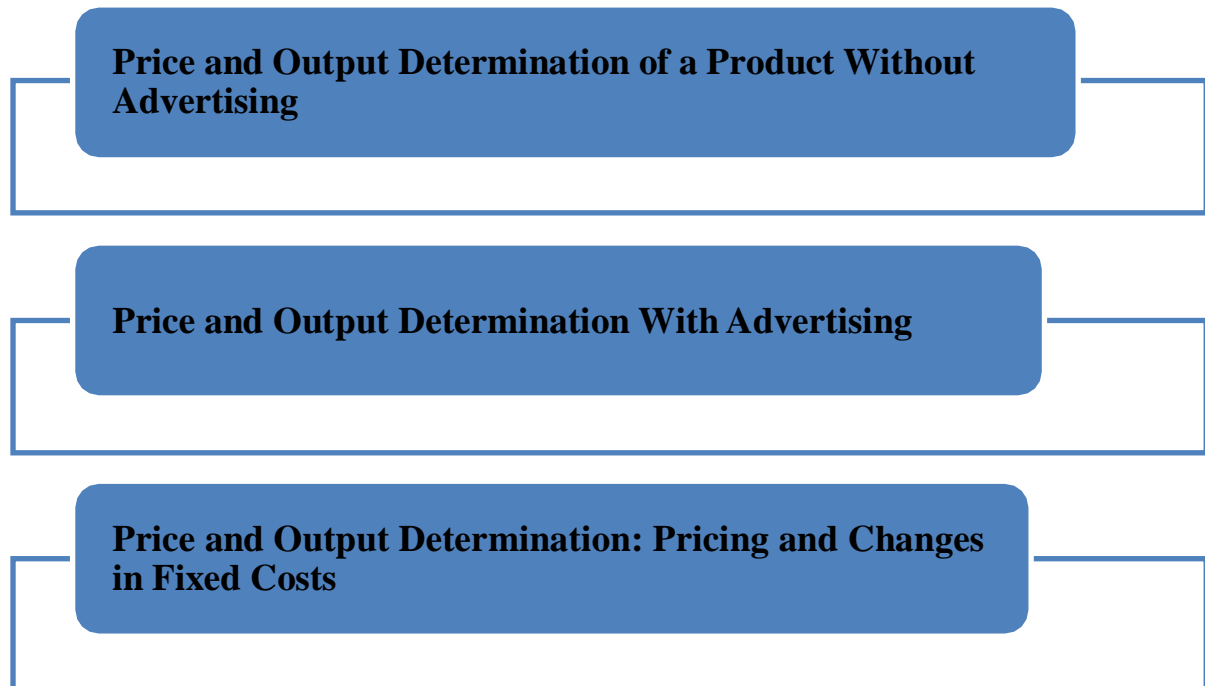 Price and Output Determination of a Product Without
Advertising
Price and Output Determination With Advertising
Price and Output Determination: Pricing and Changes
in Fixed Costs